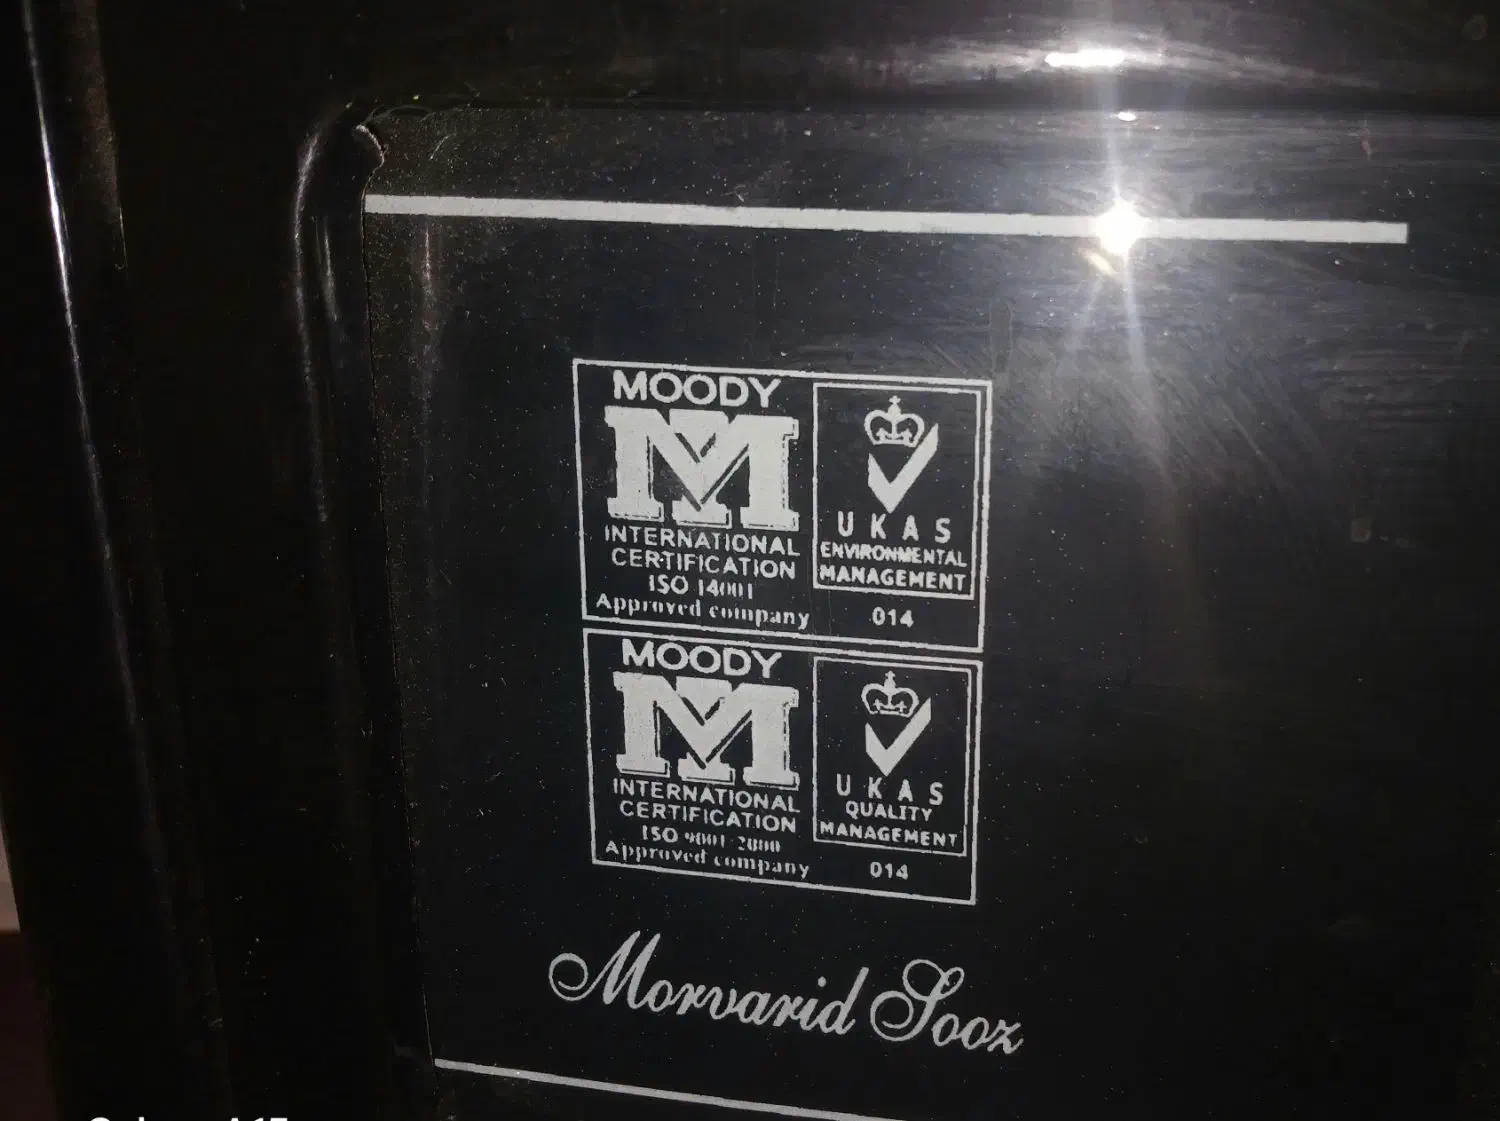 MOODY
INTERNATIONAL
CERTIFICATION
ISO 14001
Approved company
UKAS
ENVIRONMENTAL
MANAGEMENT
014
MOODY
INTERNATIONAL
CERTIFICATION
ISO 9001 2000
Approved company
UKAS
QUALITY
MANAGEMENT
014
Morvarid Sooz